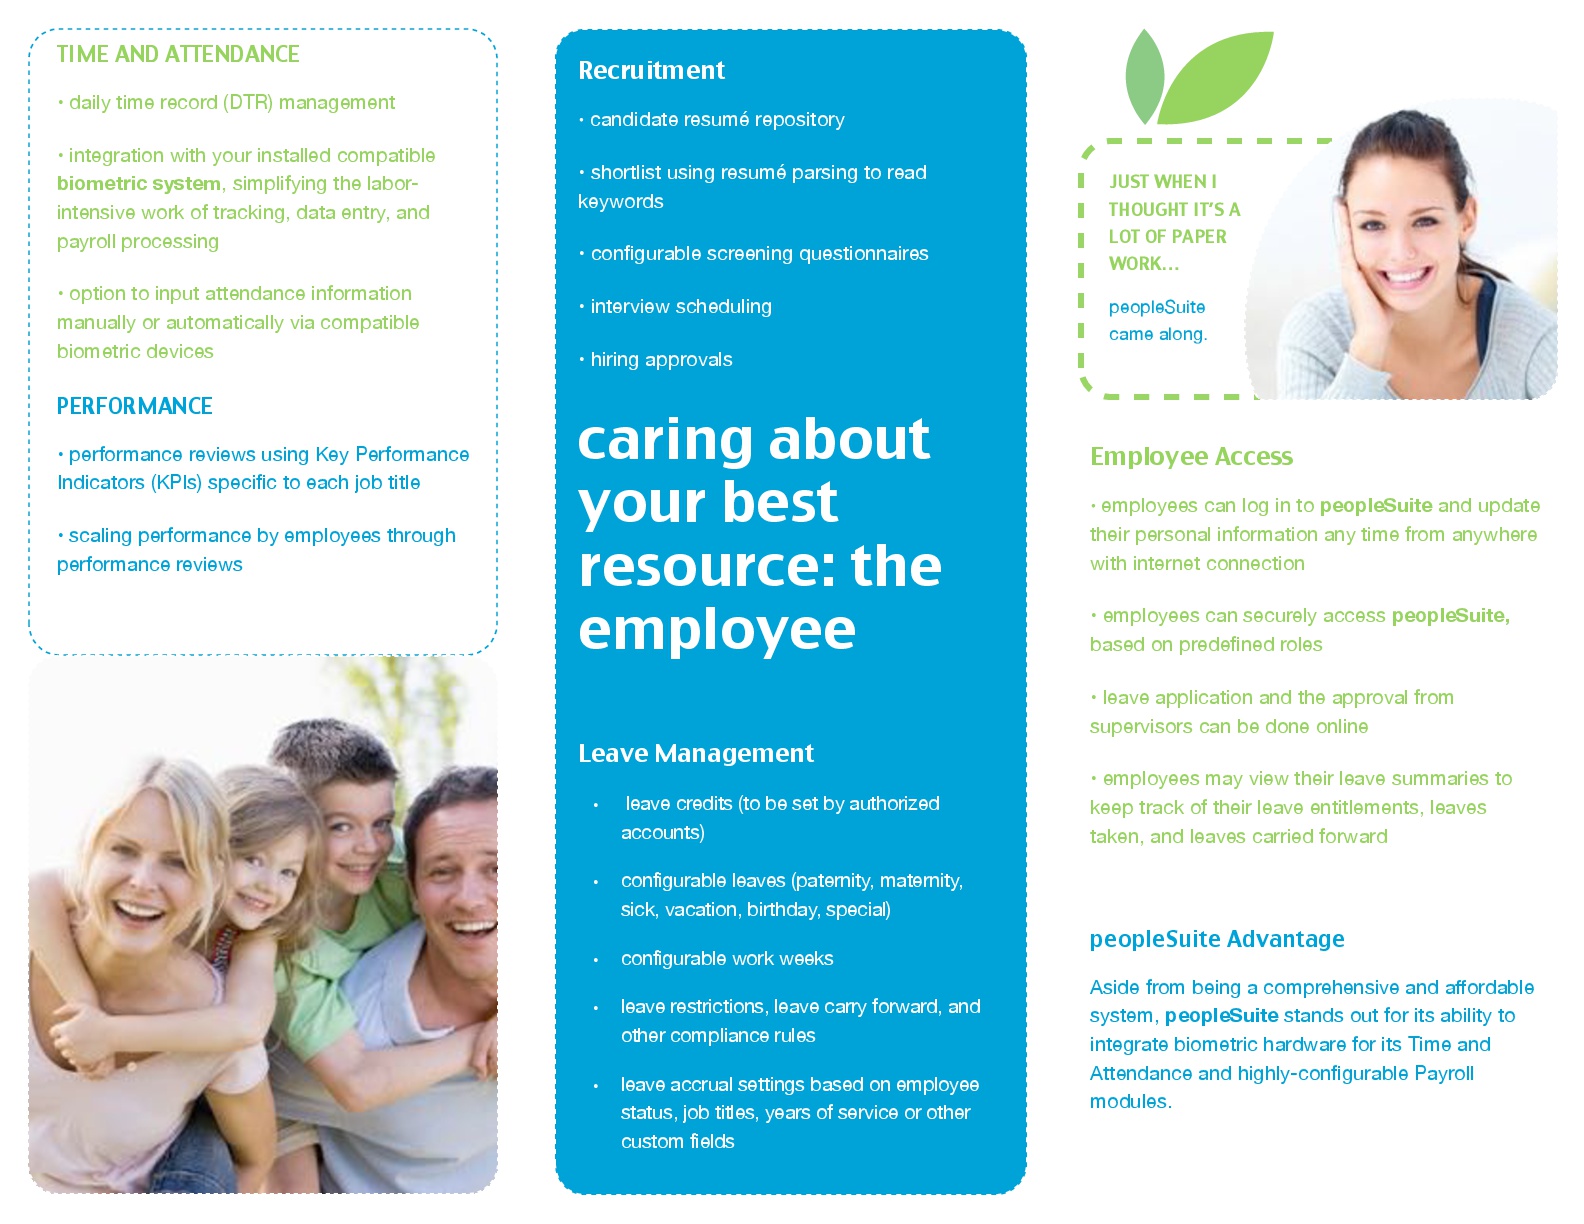 TIME AND ATTENDANCE
• daily time record (DTR) management
• integration with your installed compatible
biometric system, simplifying the labor-
intensive work of tracking, data entry, and
payroll processing
• option to input attendance information
manually or automatically via compatible
biometric devices
PERFORMANCE
• performance reviews using Key Performance
Indicators (KPIs) specific to each job title
• scaling performance by employees through
performance reviews
Recruitment
• candidate resumé repository
• shortlist using resumé parsing to read
keywords
• configurable screening questionnaires
• interview scheduling
• hiring approvals
caring about
your best
resource: the
employee
Leave Management
• leave credits (to be set by authorized
accounts)
• configurable leaves (paternity, maternity,
sick, vacation, birthday, special)
• configurable work weeks
• leave restrictions, leave carry forward, and
other compliance rules
• leave accrual settings based on employee
status, job titles, years of service or other
custom fields
JUST WHEN I
THOUGHT IT'S A
LOT OF PAPER
WORK...
peopleSuite
came along.
Employee Access
• employees can log in to peopleSuite and update
their personal information any time from anywhere
with internet connection
• employees can securely access peopleSuite,
based on predefined roles
• leave application and the approval from
supervisors can be done online
• employees may view their leave summaries to
keep track of their leave entitlements, leaves
taken, and leaves carried forward
peopleSuite Advantage
Aside from being a comprehensive and affordable
system, peopleSuite stands out for its ability to
integrate biometric hardware for its Time and
Attendance and highly-configurable Payroll
modules.